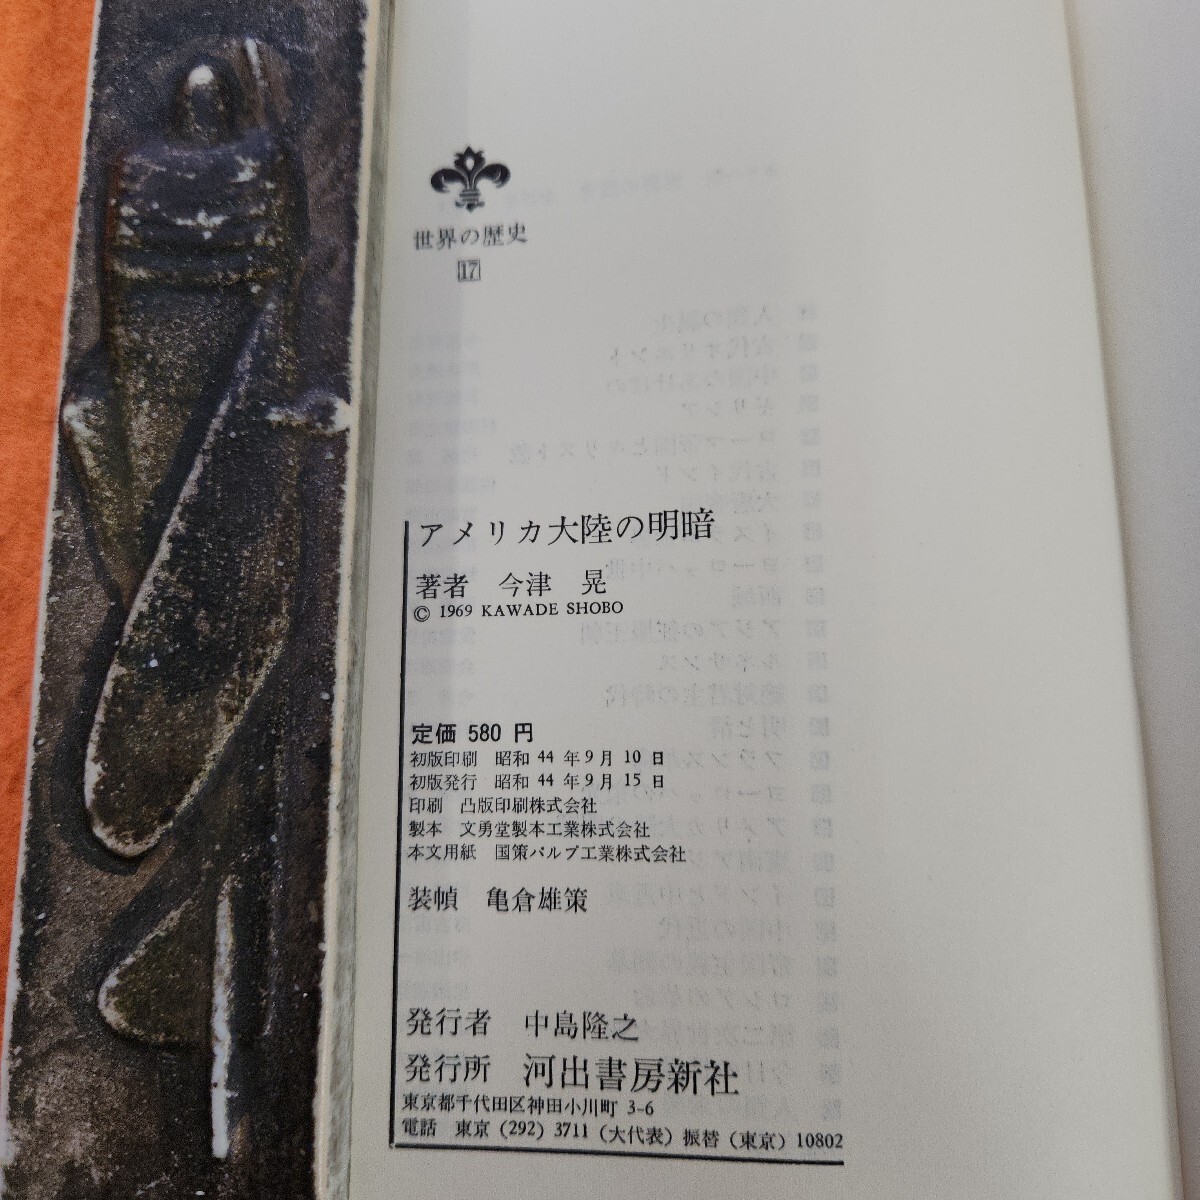 世界の歴史
17
アメリカ大陸の明暗
著者 今津 晃
© 1969 KAWADE SHOBO
定価 580 円
初版印刷 昭和 44 年 9 月 10 日
初版発行 昭和 44 年 9 月 15 日
印刷 凸版印刷株式会社
製本 文勇堂製本工業株式会社
本文用紙 国策パルプ工業株式会社
装幀 亀倉雄策
発行者 中島隆之
発行所 河出書房新社
東京都千代田区神田小川町 3-6
電話 東京 (292) 3711 (大代表) 振替 (東京) 10802